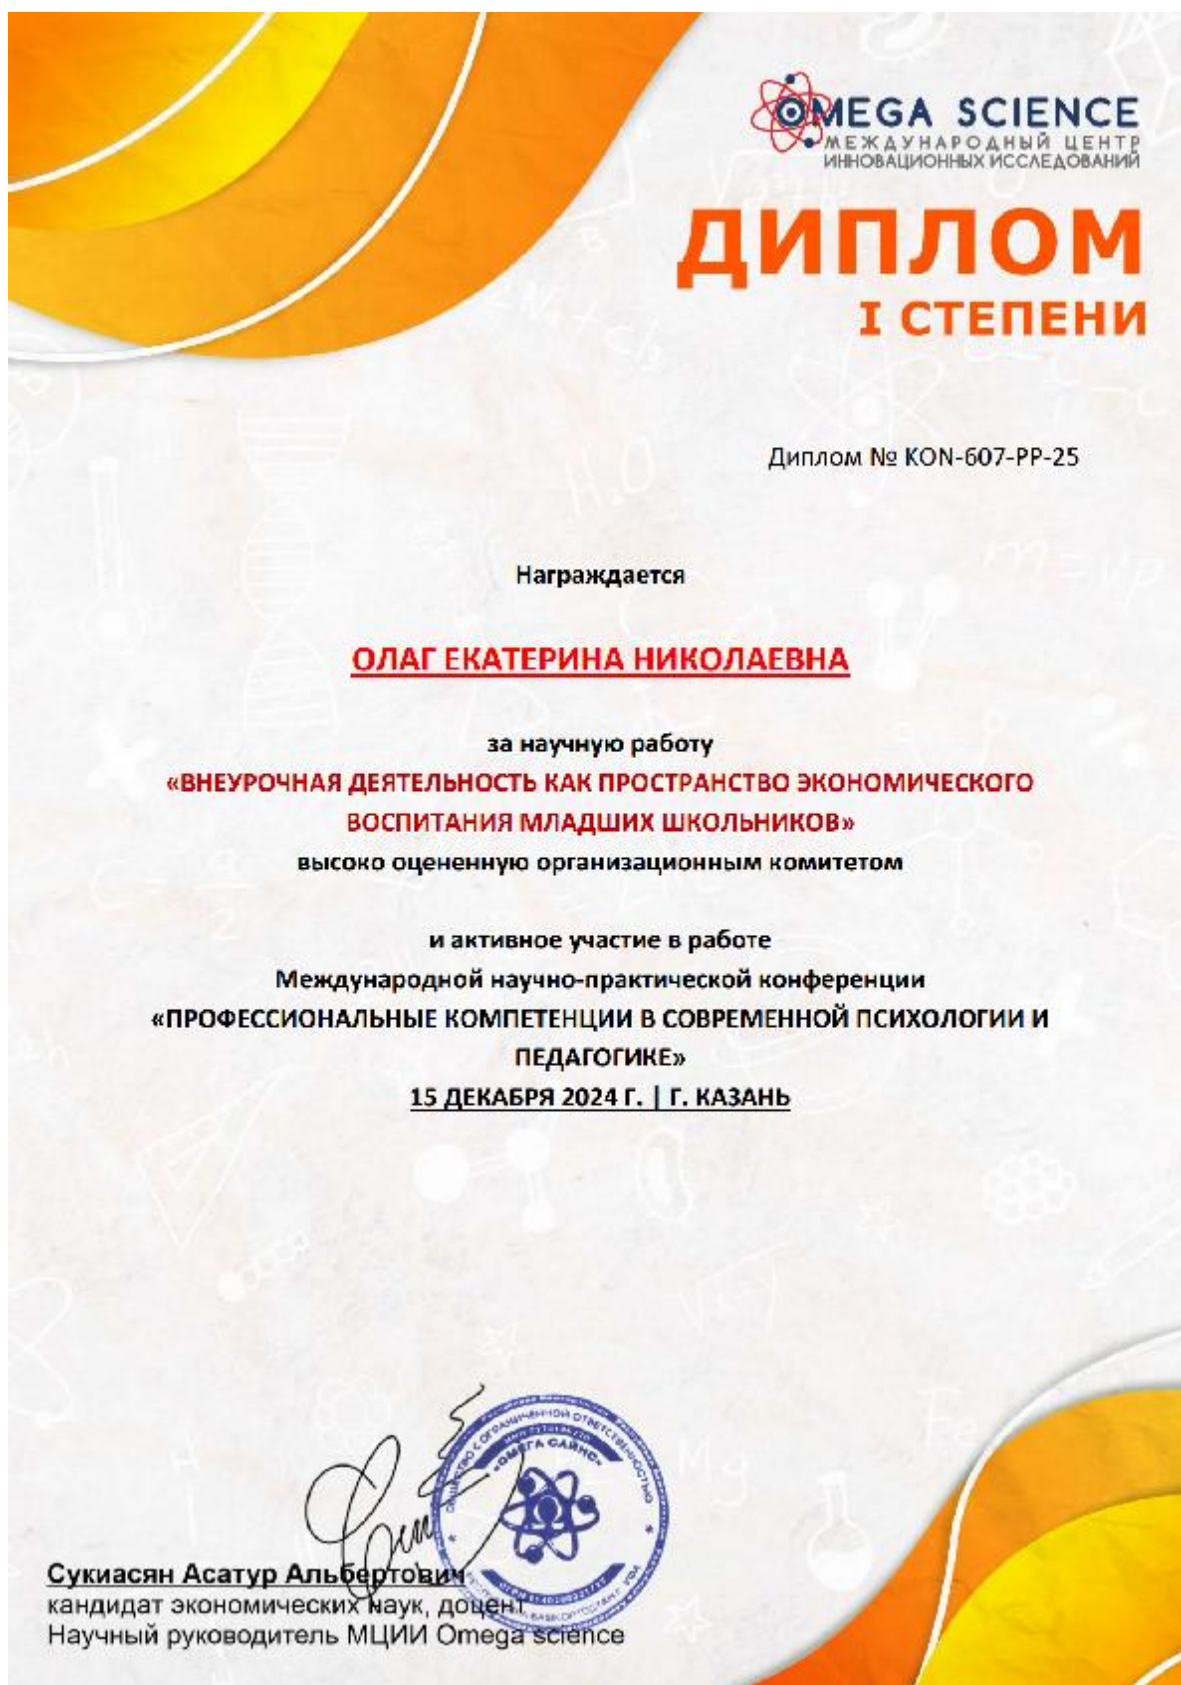 OMEGA SCIENCE
МЕЖДУНАРОДНЫЙ ЦЕНТР
ИННОВАЦИОННЫХ ИССЛЕДОВАНИЙ
ДИПЛОМ
I СТЕПЕНИ
Диплом № KON-607-PP-25
Награждается
ОЛАГ ЕКАТЕРИНА НИКОЛАЕВНА
за научную работу
«ВНЕУРОЧНАЯ ДЕЯТЕЛЬНОСТЬ КАК ПРОСТРАНСТВО ЭКОНОМИЧЕСКОГО
ВОСПИТАНИЯ МЛАДШИХ ШКОЛЬНИКОВ»
высоко оцененную организационным комитетом
и активное участие в работе
Международной научно-практической конференции
«ПРОФЕССИОНАЛЬНЫЕ КОМПЕТЕНЦИИ В СОВРЕМЕННОЙ ПСИХОЛОГИИ И
ПЕДАГОГИКЕ»
15 ДЕКАБРЯ 2024 Г. | Г. КАЗАНЬ
ОБЩЕСТВО С ОГРАНИЧЕННОЙ ОТВЕТСТВЕННОСТЬЮ
«ОМЕГА САЙНС»
Сукиасян Асатур Альбертович
кандидат экономических наук, доцент
Научный руководитель МЦИИ Omega science